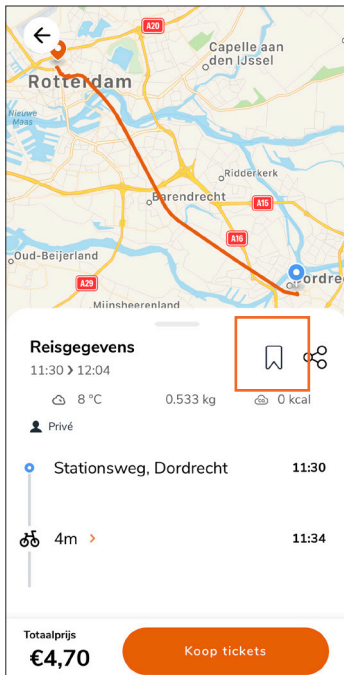 A20
Capelle aan
den IJssel
Rotterdam
Nieuwe
Maas
Ridderkerk
Barendrecht
A15
A16
Oud-Beijerland
A29
Dordre
Mijnsheerenland
Reisgegevens
11:30 > 12:04
8 °C 0.533 kg CO2 0 kcal
Privé
Stationsweg, Dordrecht 11:30
4m > 11:34
Totaalprijs
€4,70
Koop tickets